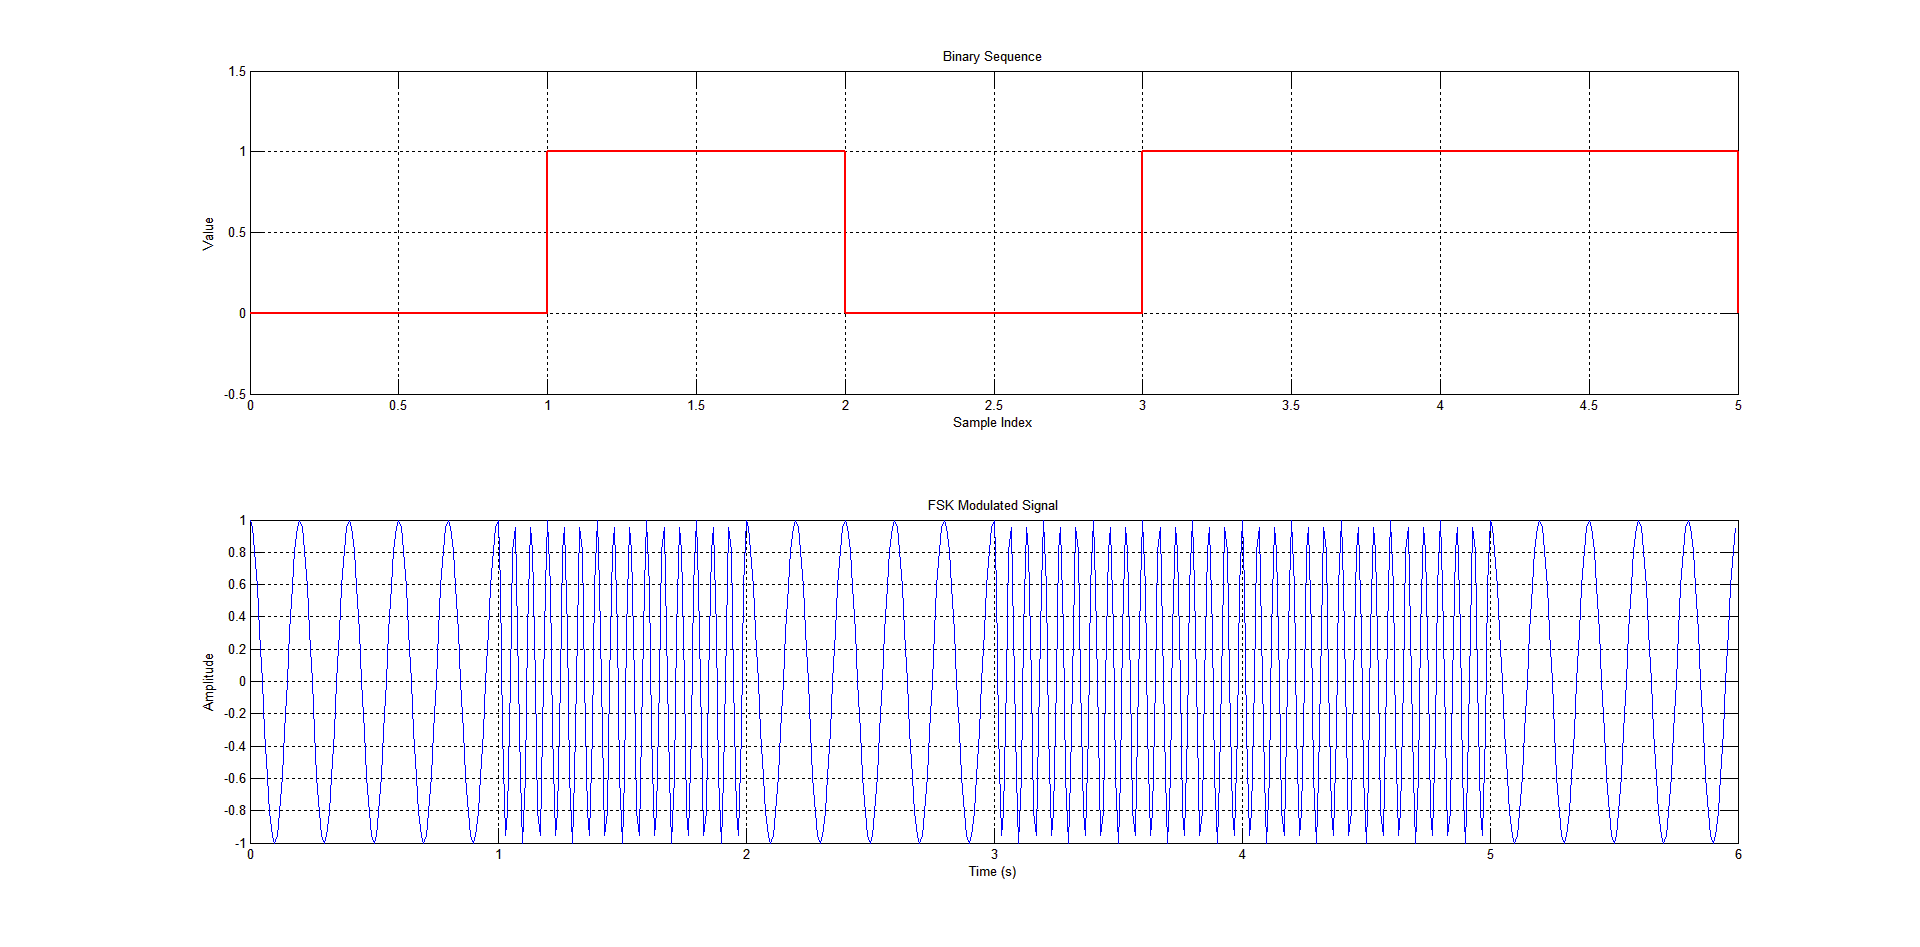 Binary Sequence
1.5
1
0.5
0
-0.5
Value
0 0.5 1 1.5 2 2.5 3 3.5 4 4.5 5
Sample Index
FSK Modulated Signal
1
0.8
0.6
0.4
0.2
0
-0.2
-0.4
-0.6
-0.8
-1
Amplitude
0 1 2 3 4 5 6
Time (s)